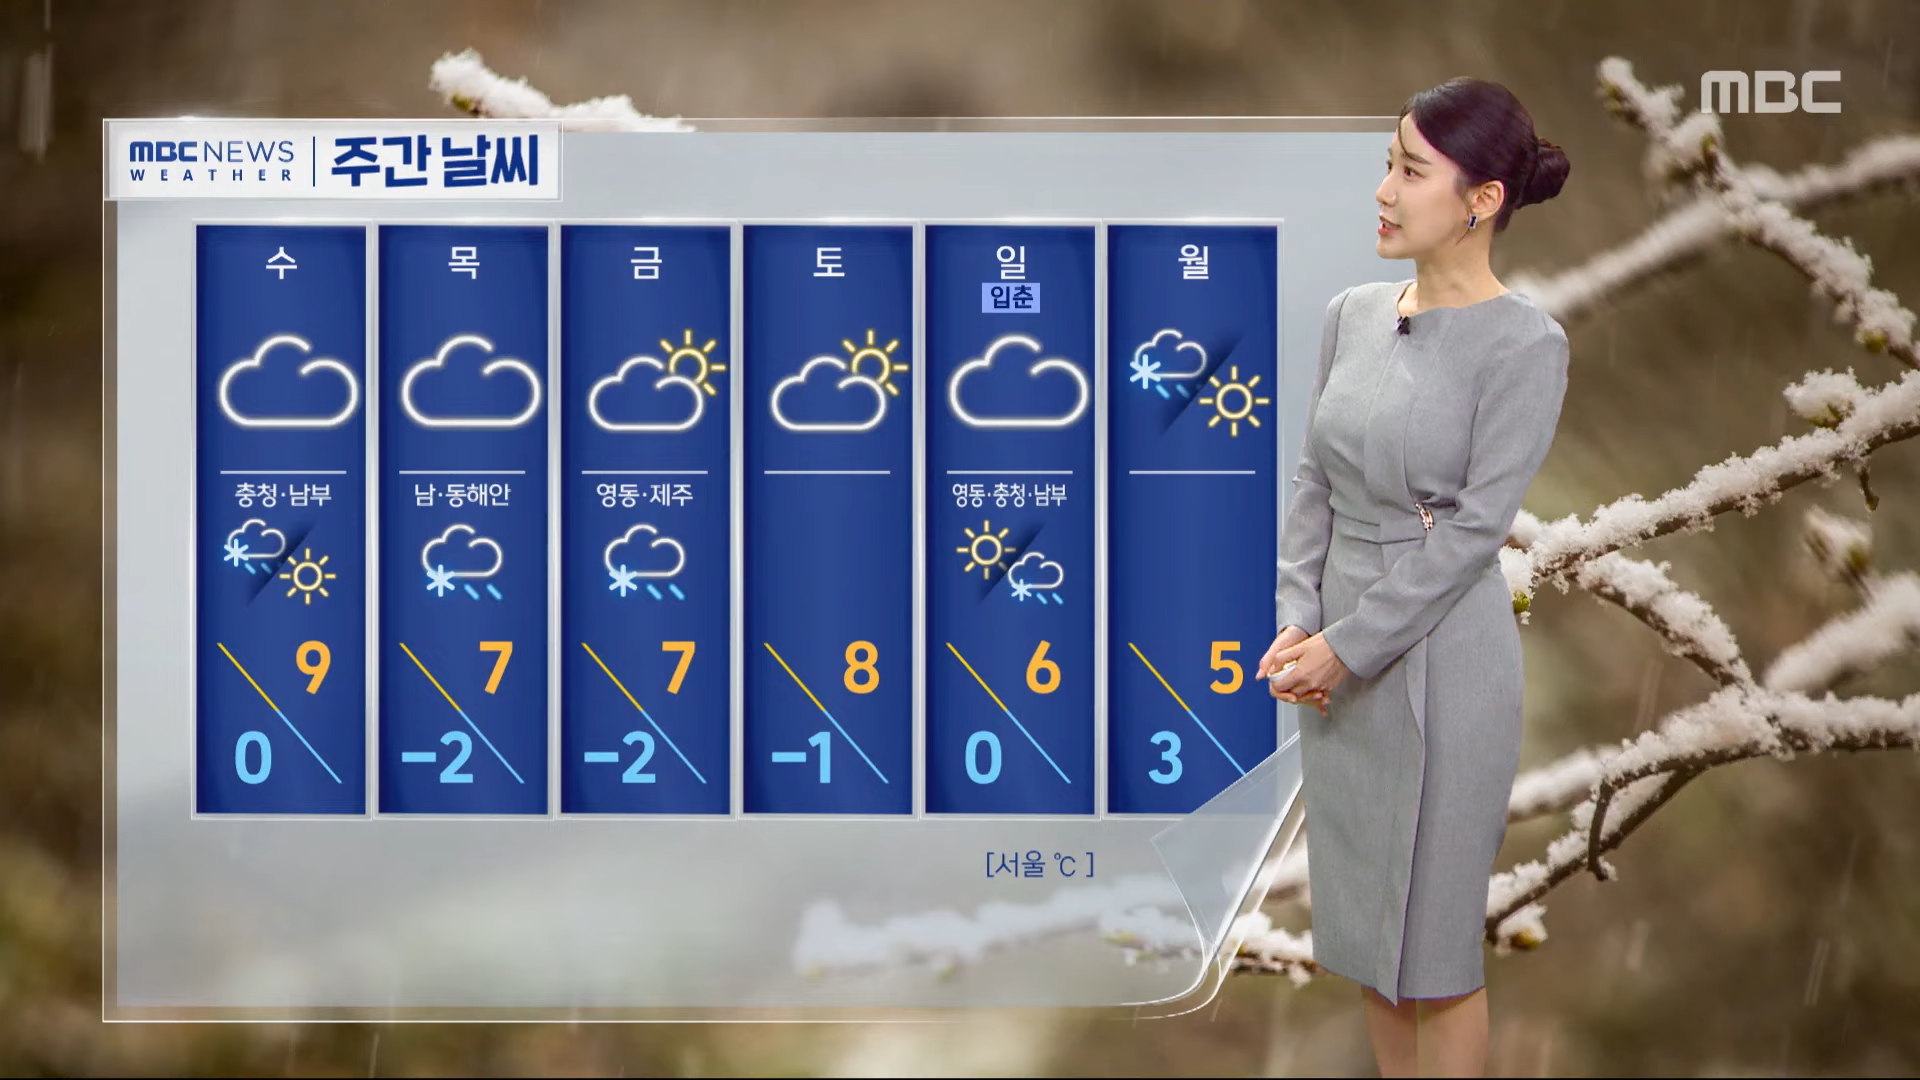 MBC
MBC NEWS
WEATHER
주간 날씨
수 목 금 토 일 월
입춘
충청·남부 남·동해안 영동·제주 영동·충청·남부
9 7 7 8 6 5
0 -2 -2 -1 0 3
[서울 ℃ ]